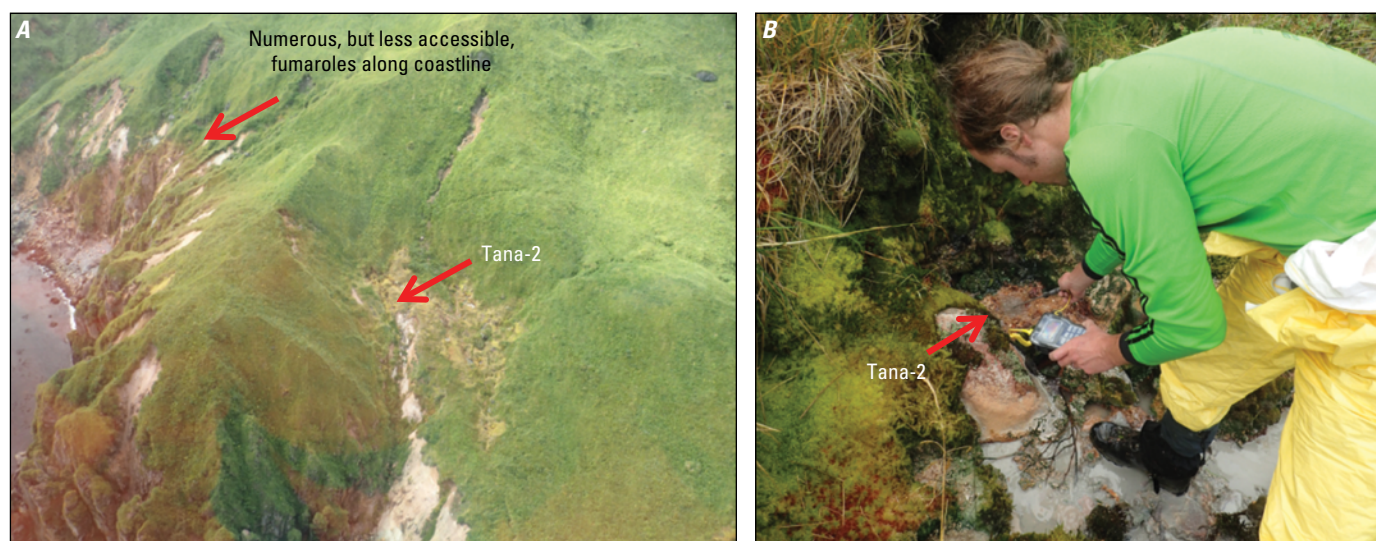 A
Numerous, but less accessible,
fumaroles along coastline
Tana-2
B
Tana-2